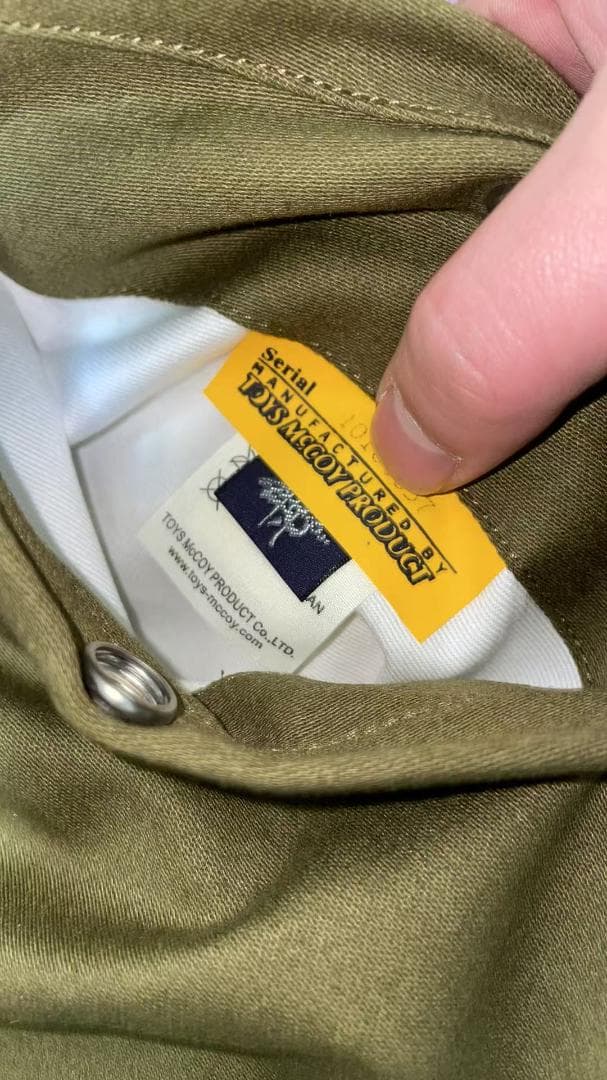 Serial
MANUFACTURED BY
TOYS McCOY PRODUCT
TOYS McCOY PRODUCT Co.,LTD.
www.toys-mccoy.com